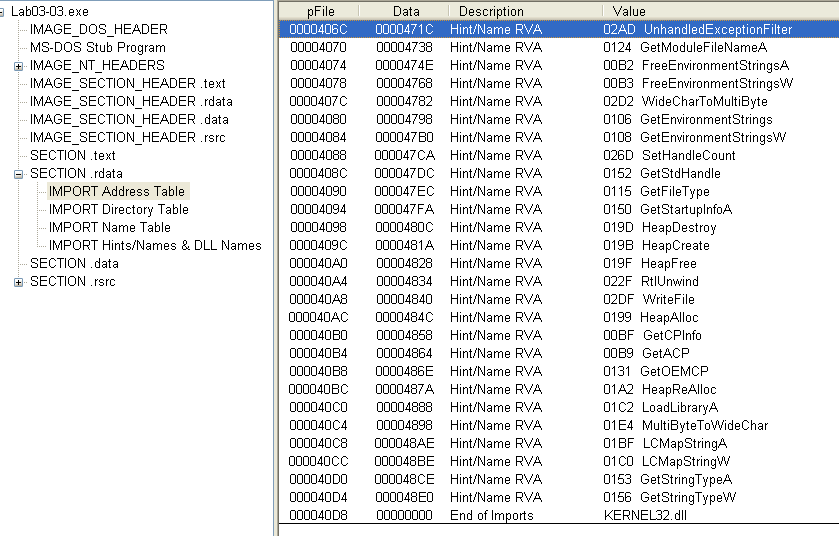 Lab03-03.exe
IMAGE_DOS_HEADER
MS-DOS Stub Program
IMAGE_NT_HEADERS
IMAGE_SECTION_HEADER .text
IMAGE_SECTION_HEADER .rdata
IMAGE_SECTION_HEADER .data
IMAGE_SECTION_HEADER .rsrc
SECTION .text
SECTION .rdata
IMPORT Address Table
IMPORT Directory Table
IMPORT Name Table
IMPORT Hints/Names & DLL Names
SECTION .data
SECTION .rsrc
pFile Data Description Value
0000406C 0000471C Hint/Name RVA 02AD UnhandledExceptionFilter
00004070 00004738 Hint/Name RVA 0124 GetModuleFileNameA
00004074 0000474E Hint/Name RVA 00B2 FreeEnvironmentStringsA
00004078 00004768 Hint/Name RVA 00B3 FreeEnvironmentStringsW
0000407C 00004782 Hint/Name RVA 02D2 WideCharToMultiByte
00004080 00004798 Hint/Name RVA 0106 GetEnvironmentStrings
00004084 000047B0 Hint/Name RVA 0108 GetEnvironmentStringsW
00004088 000047CA Hint/Name RVA 026D SetHandleCount
0000408C 000047DC Hint/Name RVA 0152 GetStdHandle
00004090 000047EC Hint/Name RVA 0115 GetFileType
00004094 000047FA Hint/Name RVA 0150 GetStartupInfoA
00004098 0000480C Hint/Name RVA 019D HeapDestroy
0000409C 0000481A Hint/Name RVA 019B HeapCreate
000040A0 00004828 Hint/Name RVA 019F HeapFree
000040A4 00004834 Hint/Name RVA 022F RtlUnwind
000040A8 00004840 Hint/Name RVA 02DF WriteFile
000040AC 0000484C Hint/Name RVA 0199 HeapAlloc
000040B0 00004858 Hint/Name RVA 00BF GetCPInfo
000040B4 00004864 Hint/Name RVA 00B9 GetACP
000040B8 0000486E Hint/Name RVA 0131 GetOEMCP
000040BC 0000487A Hint/Name RVA 01A2 HeapReAlloc
000040C0 00004888 Hint/Name RVA 01C2 LoadLibraryA
000040C4 00004898 Hint/Name RVA 01E4 MultiByteToWideChar
000040C8 000048AE Hint/Name RVA 01BF LCMapStringA
000040CC 000048BE Hint/Name RVA 01C0 LCMapStringW
000040D0 000048CE Hint/Name RVA 0153 GetStringTypeA
000040D4 000048E0 Hint/Name RVA 0156 GetStringTypeW
000040D8 00000000 End of Imports KERNEL32.dll